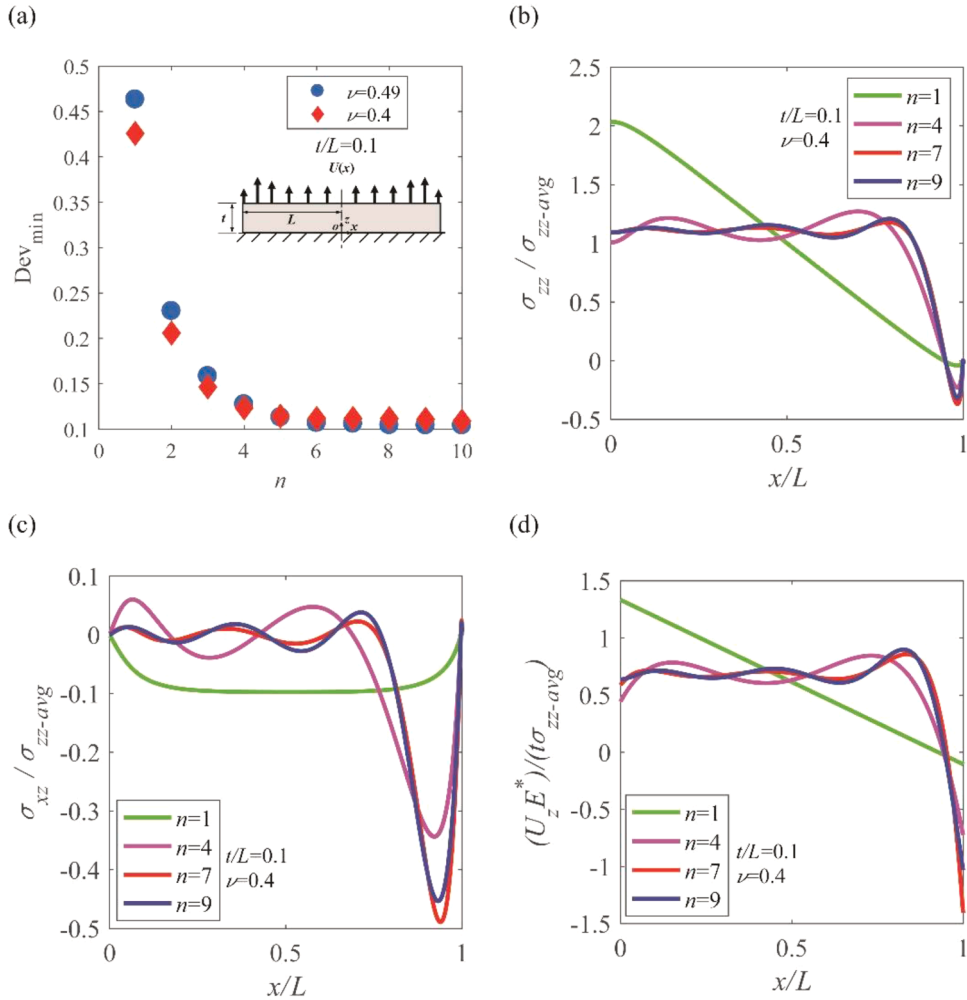 (a)
0.5
0.45
0.4
0.35
0.3
0.25
0.2
0.15
0.1
0 2 4 6 8 10
Dev_min
n
ν=0.49
ν=0.4
t/L=0.1
U(x)
t
L
o z x
(b)
2.5
2
1.5
1
0.5
0
-0.5
0 0.5 1
σ_zz / σ_zz-avg
x/L
t/L=0.1
ν=0.4
n=1
n=4
n=7
n=9
(c)
0.1
0
-0.1
-0.2
-0.3
-0.4
-0.5
0 0.5 1
σ_xz / σ_zz-avg
x/L
n=1
n=4
n=7
n=9
t/L=0.1
ν=0.4
(d)
1.5
1
0.5
0
-0.5
-1
-1.5
0 0.5 1
(U_z E^*)/(tσ_zz-avg)
x/L
n=1
n=4
n=7
n=9
t/L=0.1
ν=0.4